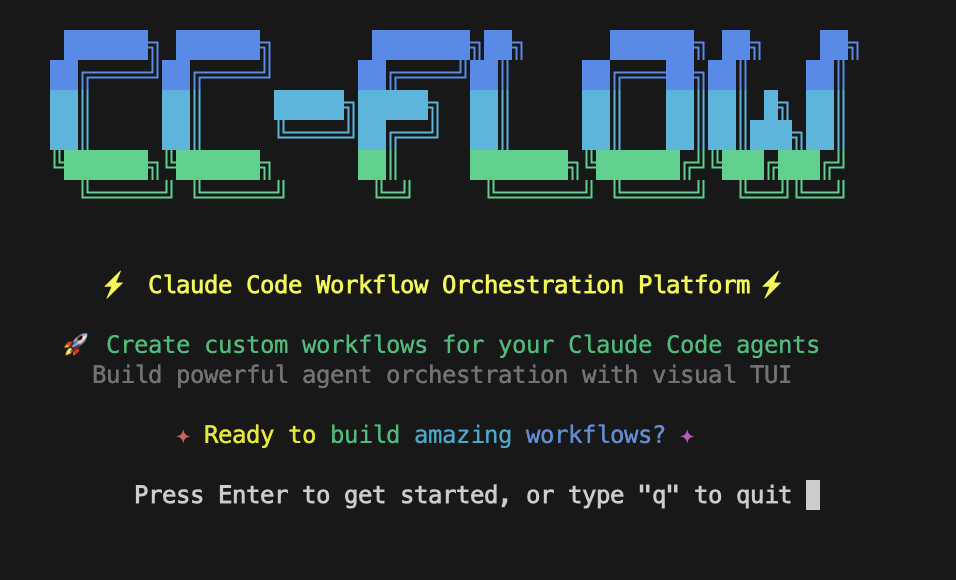 CC-FLOW
⚡ Claude Code Workflow Orchestration Platform ⚡
🚀 Create custom workflows for your Claude Code agents
Build powerful agent orchestration with visual TUI
✦ Ready to build amazing workflows? ✦
Press Enter to get started, or type "q" to quit